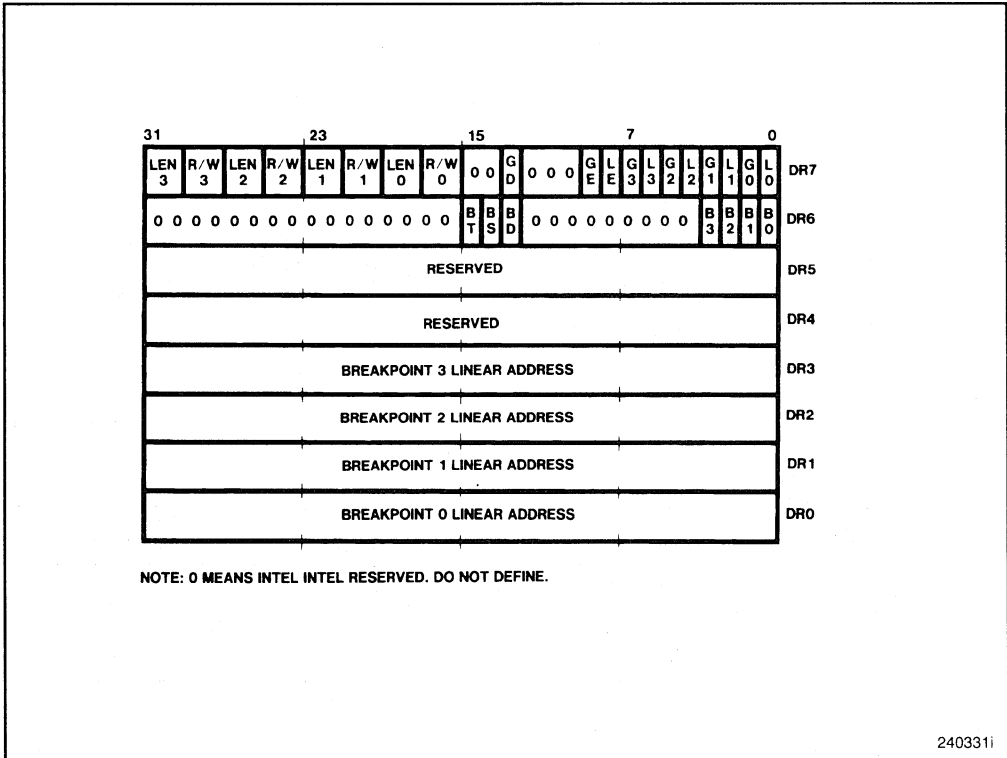 31 23 15 7 0
LEN 3 R/W 3 LEN 2 R/W 2 LEN 1 R/W 1 LEN 0 R/W 0 0 0 G D 0 0 0 G E L E G 3 L 3 G 2 L 2 G 1 L 1 G 0 L 0 DR7
0 0 0 0 0 0 0 0 0 0 0 0 0 0 0 0 B T B S B D 0 0 0 0 0 0 0 0 0 B 3 B 2 B 1 B 0 DR6
RESERVED DR5
RESERVED DR4
BREAKPOINT 3 LINEAR ADDRESS DR3
BREAKPOINT 2 LINEAR ADDRESS DR2
BREAKPOINT 1 LINEAR ADDRESS DR1
BREAKPOINT 0 LINEAR ADDRESS DR0
NOTE: 0 MEANS INTEL INTEL RESERVED. DO NOT DEFINE.
240331i